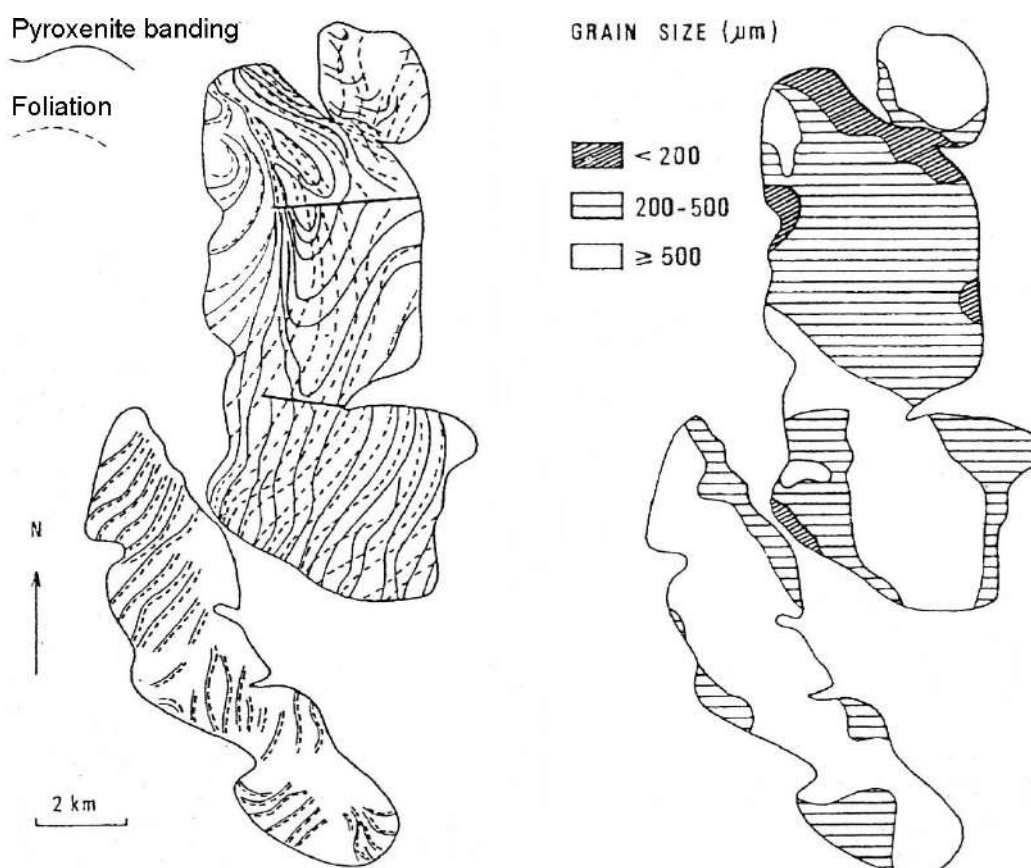 Pyroxenite banding
Foliation
N
2 km
GRAIN SIZE (µm)
< 200
200-500
≥ 500